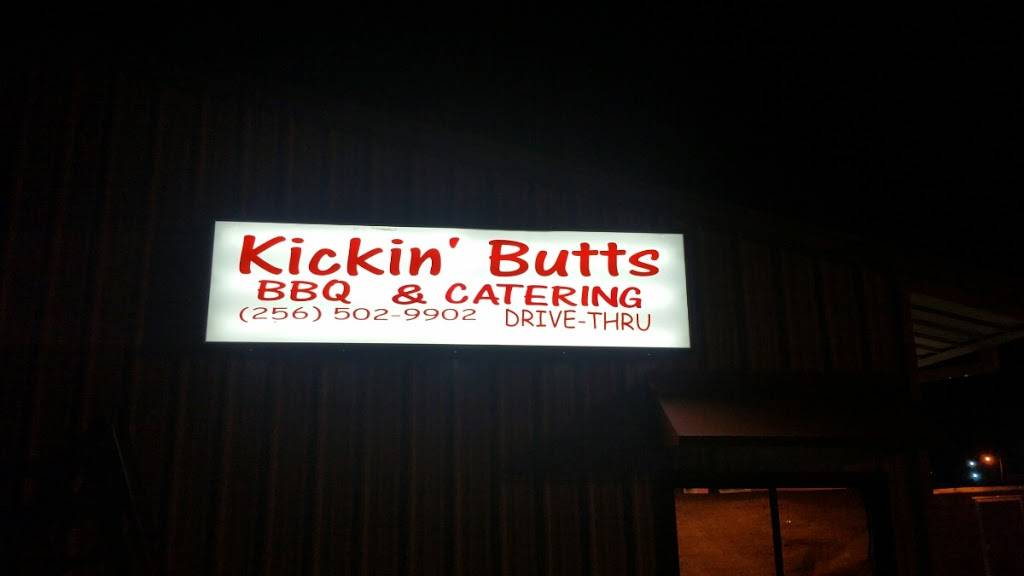 Kickin' Butts
BBQ & CATERING
(256) 502-9902 DRIVE-THRU